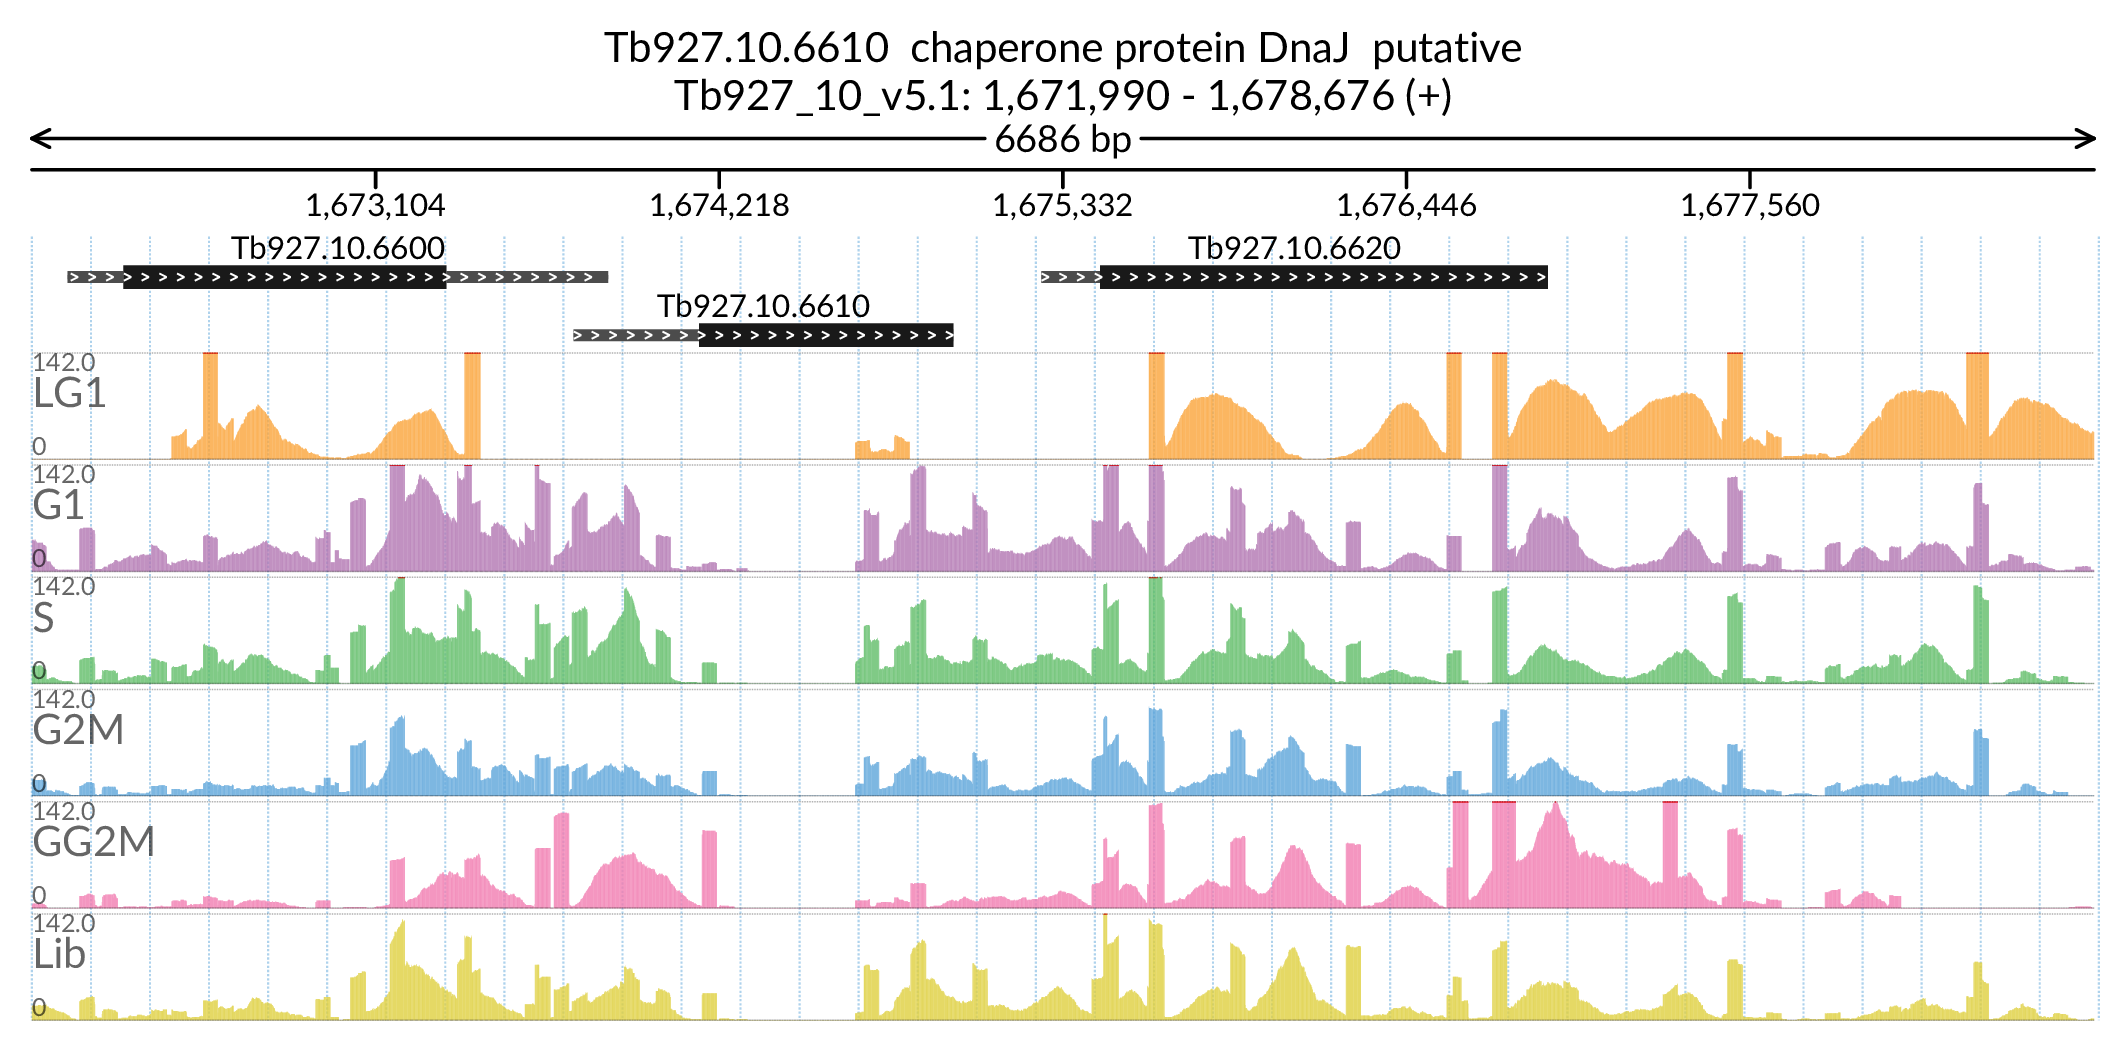 Tb927.10.6610  chaperone protein DnaJ  putative
Tb927_10_v5.1: 1,671,990 - 1,678,676 (+)
6686 bp
1,673,104 1,674,218 1,675,332 1,676,446 1,677,560
Tb927.10.6600 Tb927.10.6620
Tb927.10.6610
142.0
LG1
0
142.0
G1
0
142.0
S
0
142.0
G2M
0
142.0
GG2M
0
142.0
Lib
0